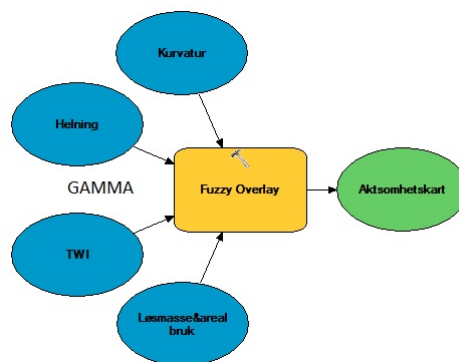 Kurvatur
Helning
GAMMA
Fuzzy Overlay
Aktsomhetskart
TWI
Løsmasse&areal
bruk